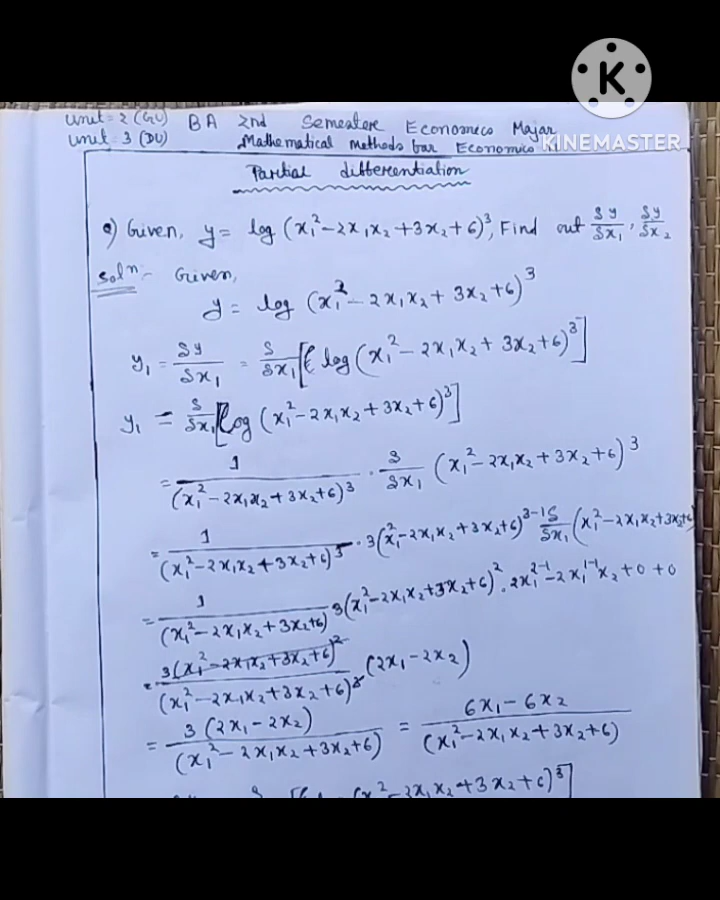 K
KINEMASTER
Unit = 2 (GU) BA 2nd Semester Economics Major
Unit = 3 (DU) Mathematical methods for Economics
Partial differentiation
Q) Given, y = log (x₁² - 2x₁x₂ + 3x₂ + 6)³, Find out δy/δx₁, δy/δx₂
Solⁿ:- Given,
y = log (x₁² - 2x₁x₂ + 3x₂ + 6)³
y₁ = δy/δx₁ = δ/δx₁ [log (x₁² - 2x₁x₂ + 3x₂ + 6)³]
y₁ = δ/δx₁ [log (x₁² - 2x₁x₂ + 3x₂ + 6)³]
= 1/(x₁² - 2x₁x₂ + 3x₂ + 6)³ · δ/δx₁ (x₁² - 2x₁x₂ + 3x₂ + 6)³
= 1/(x₁² - 2x₁x₂ + 3x₂ + 6)³ · 3(x₁² - 2x₁x₂ + 3x₂ + 6)³⁻¹ δ/δx₁ (x₁² - 2x₁x₂ + 3x₂ + 6)
= 1/(x₁² - 2x₁x₂ + 3x₂ + 6) 3(x₁² - 2x₁x₂ + 3x₂ + 6)² · 2x₁²⁻¹ - 2x₁¹⁻¹x₂ + 0 + 0
= 3(x₁² - 2x₁x₂ + 3x₂ + 6)²/(x₁² - 2x₁x₂ + 3x₂ + 6)³ (2x₁ - 2x₂)
= 3(2x₁ - 2x₂)/(x₁² - 2x₁x₂ + 3x₂ + 6) = 6x₁ - 6x₂/(x₁² - 2x₁x₂ + 3x₂ + 6)
(x₁² - 2x₁x₂ + 3x₂ + 6)³]